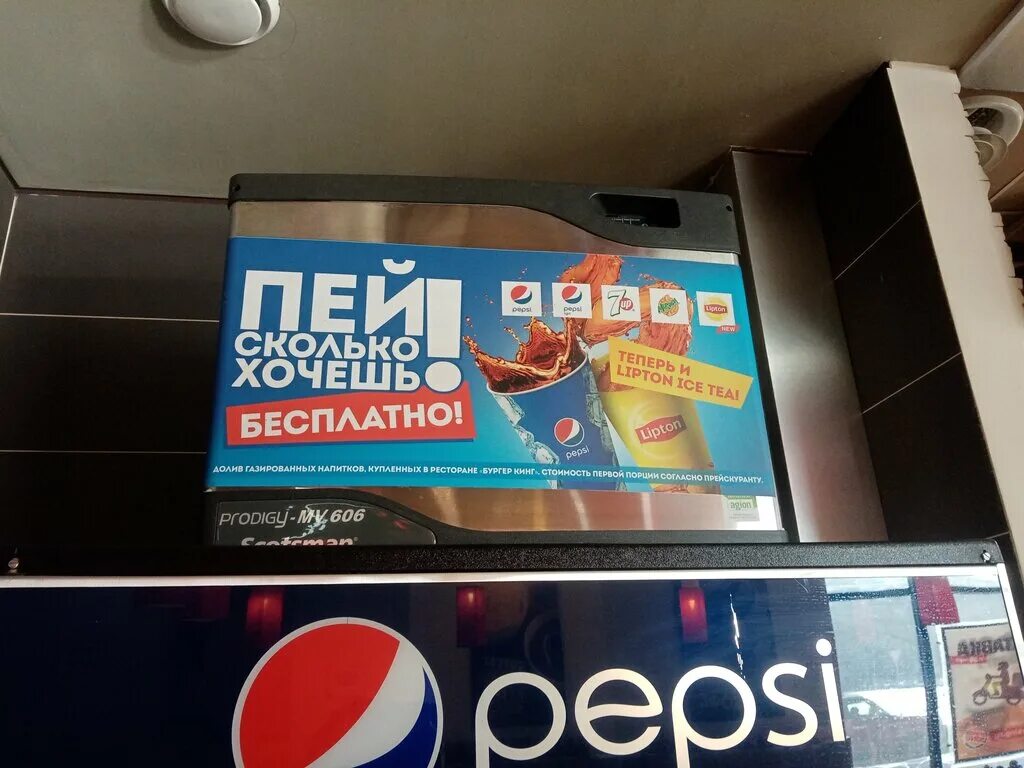 ПЕЙ!
СКОЛЬКО
ХОЧЕШЬ
БЕСПЛАТНО!
pepsi
pepsi
7up
Lipton
NEW
ТЕПЕРЬ И
LIPTON ICE TEA!
Lipton
pepsi
ДОЛИВ ГАЗИРОВАННЫХ НАПИТКОВ, КУПЛЕННЫХ В РЕСТОРАНЕ «БУРГЕР КИНГ». СТОИМОСТЬ ПЕРВОЙ ПОРЦИИ СОГЛАСНО ПРЕЙСКУРАНТУ.
PRODIGY-MV 606
Scotsman
agion
pepsi